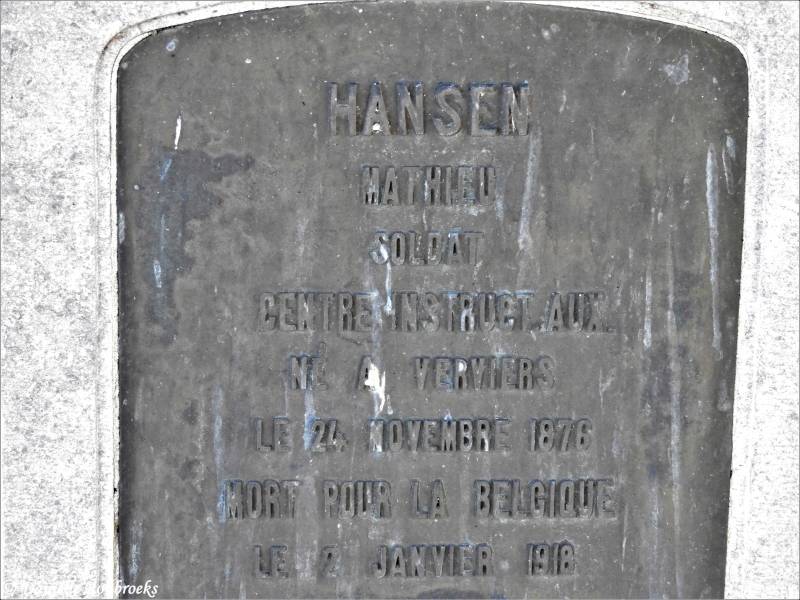 HANSEN
MATHIEU
SOLDAT
CENTRE INSTRUCT. AUX.
NÉ A VERVIERS
LE 24 NOVEMBRE 1876
MORT POUR LA BELGIQUE
LE 2 JANVIER 1918